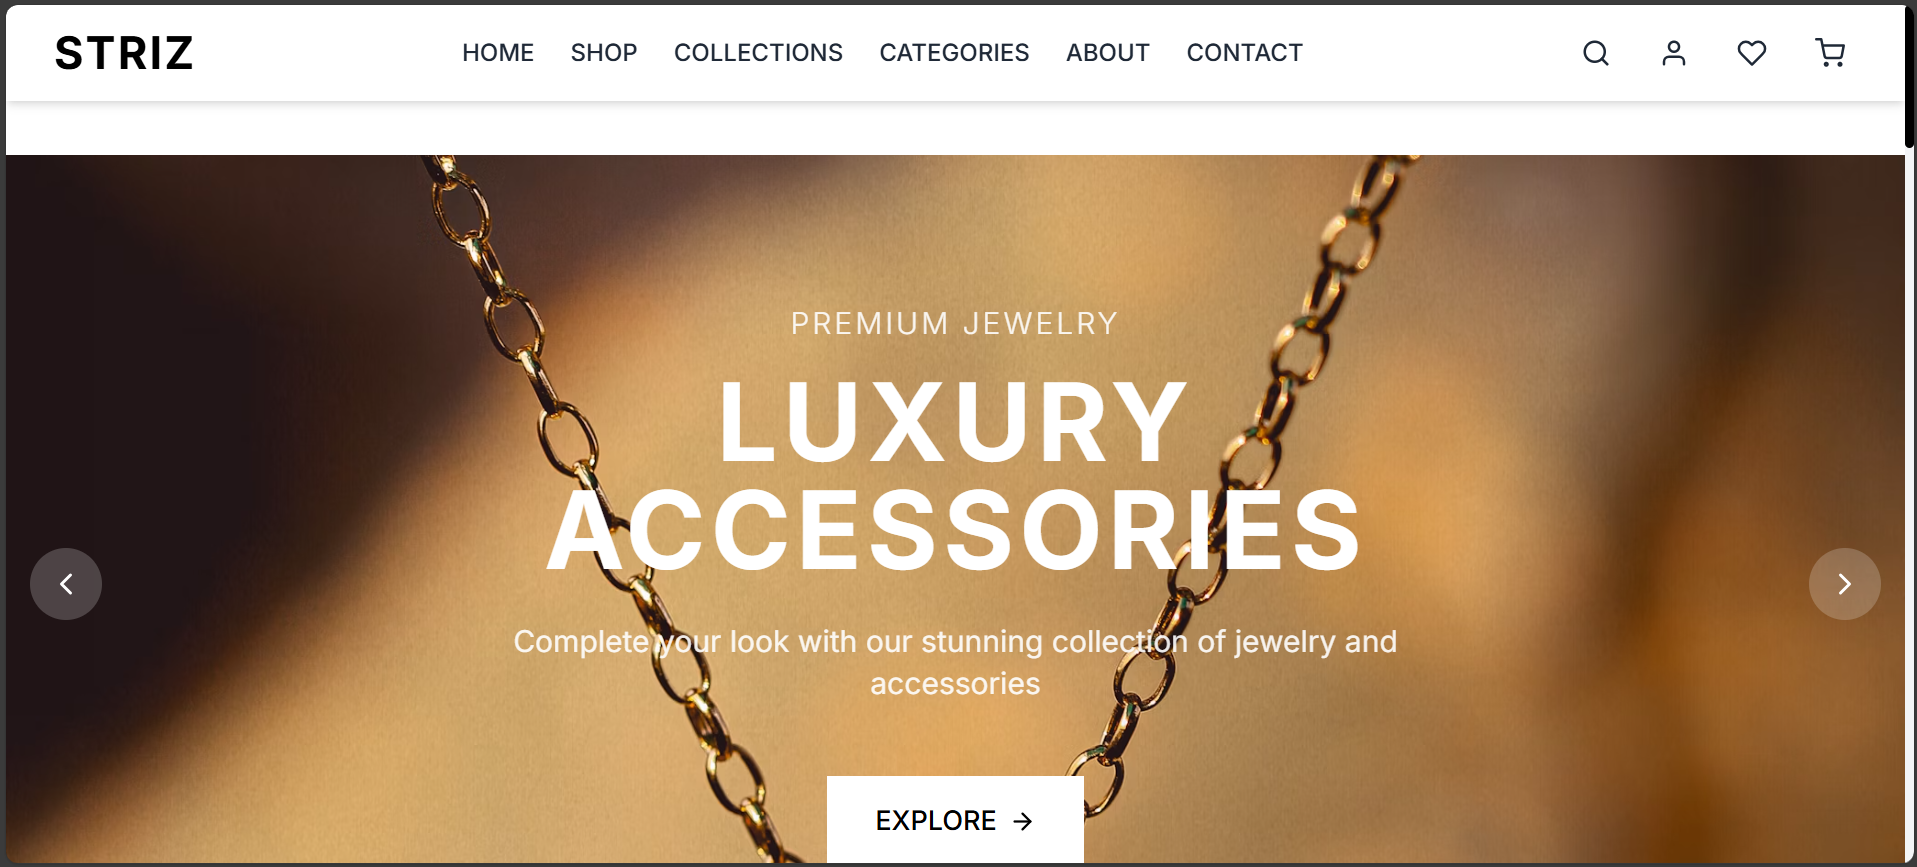 STRIZ
HOME SHOP COLLECTIONS CATEGORIES ABOUT CONTACT
PREMIUM JEWELRY
LUXURY
ACCESSORIES
Complete your look with our stunning collection of jewelry and
accessories
EXPLORE →